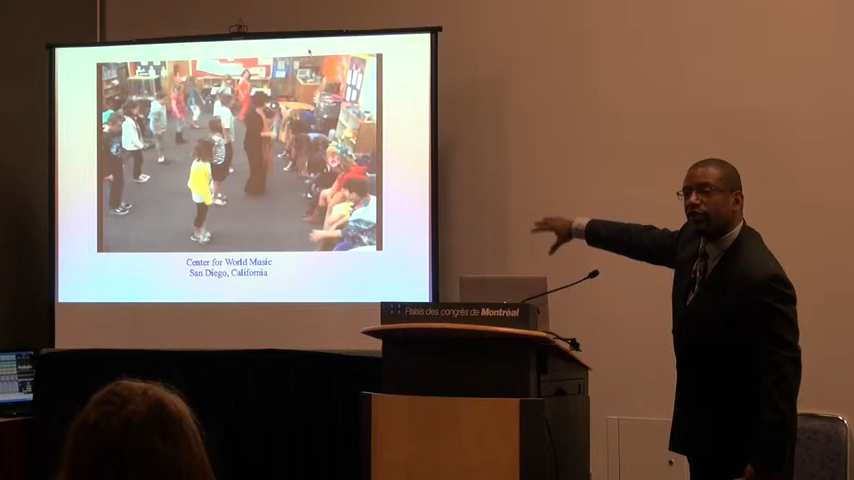 Center for World Music
San Diego, California
Palais des congrès de Montréal